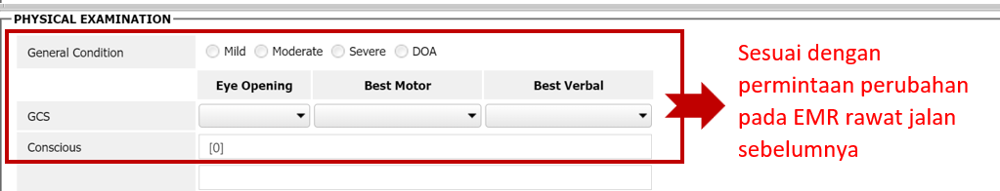 PHYSICAL EXAMINATION
General Condition Mild Moderate Severe DOA
Eye Opening Best Motor Best Verbal
GCS
Conscious [0]
Sesuai dengan
permintaan perubahan
pada EMR rawat jalan
sebelumnya